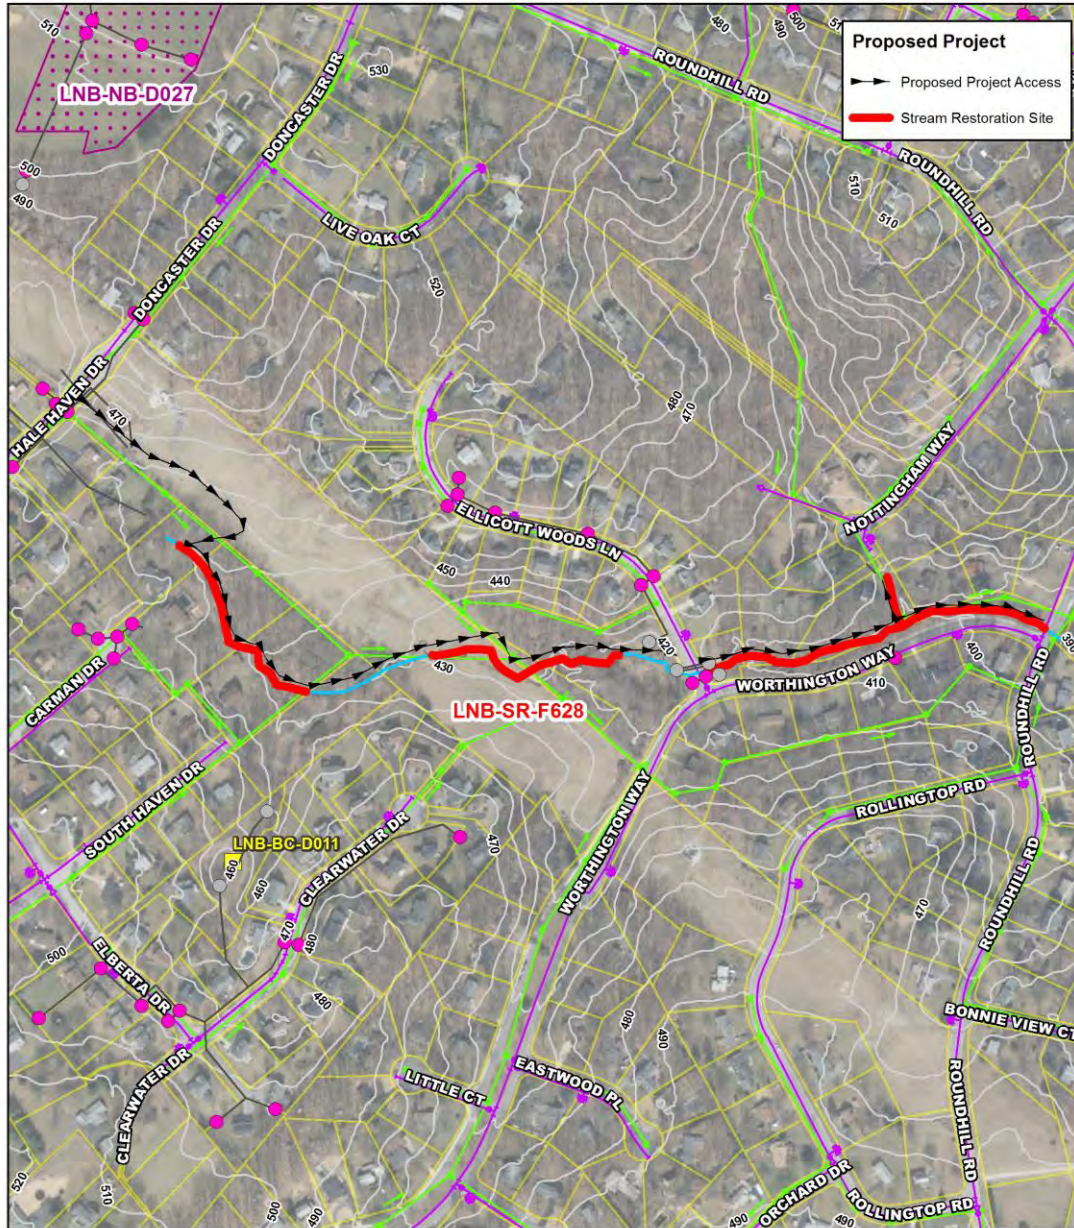 510
500
480
490
Proposed Project
Proposed Project Access
Stream Restoration Site
530
ROUNDHILL RD
DONCASTER DR
LNB-NB-D027
500
490
ROUNDHILL RD
510
510
LIVE OAK CT
DONCASTER DR
520
HALE HAVEN DR
470
480
470
NOTTINGHAM WAY
ELLICOTT WOODS LN
450
440
420
430
390
400
410
WORTHINGTON WAY
CARMAN DR
LNB-SR-F628
ROUNDHILL RD
SOUTH HAVEN DR
ROLLINGTOP RD
LNB-BC-D011
460
460
CLEARWATER DR
470
WORTHINGTON WAY
470
ROUNDHILL RD
470
480
500
ELBERTA DR
480
480
490
BONNIE VIEW CT
CLEARWATER DR
LITTLE CT
EASTWOOD PL
ROUNDHILL RD
520
510
500
490
490
ORCHARD DR
490
ROLLINGTOP RD